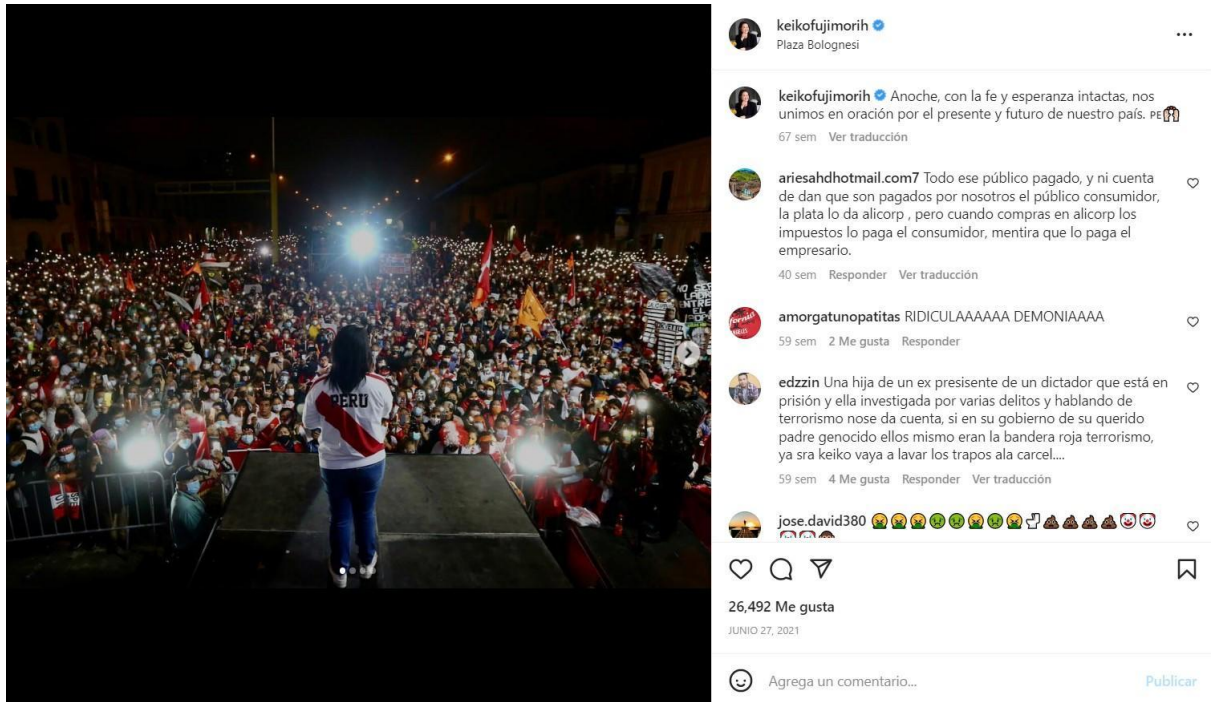 keikofujimorih
Plaza Bolognesi
keikofujimorih Anoche, con la fe y esperanza intactas, nos
unimos en oración por el presente y futuro de nuestro país. PE
67 sem Ver traducción
ariesahdhotmail.com7 Todo ese público pagado, y ni cuenta
de dan que son pagados por nosotros el público consumidor,
la plata lo da alicorp , pero cuando compras en alicorp los
impuestos lo paga el consumidor, mentira que lo paga el
empresario.
40 sem Responder Ver traducción
amorgatunopatitas RIDICULAAAAAA DEMONIAAAA
59 sem 2 Me gusta Responder
edzzin Una hija de un ex presisente de un dictador que está en
prisión y ella investigada por varias delitos y hablando de
terrorismo nose da cuenta, si en su gobierno de su querido
padre genocido ellos mismo eran la bandera roja terrorismo,
ya sra keiko vaya a lavar los trapos ala carcel....
59 sem 4 Me gusta Responder Ver traducción
jose.david380 🤮🤮🤮🤢🤢🤮🤢🤮🚽💩💩💩💩🤡🤡
26,492 Me gusta
JUNIO 27, 2021
Agrega un comentario...
Publicar
PERÚ
NO SER